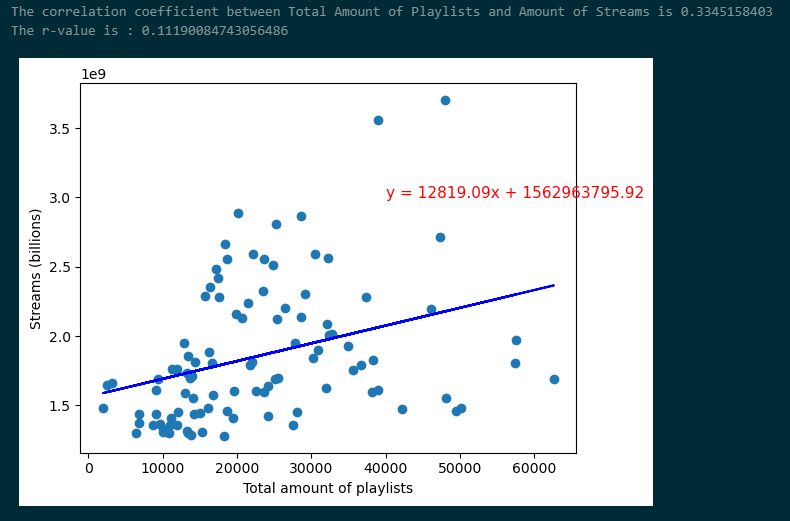 The correlation coefficient between Total Amount of Playlists and Amount of Streams is 0.3345158403
The r-value is : 0.11190084743056486
1e9
3.5
3.0
2.5
2.0
1.5
Streams (billions)
y = 12819.09x + 1562963795.92
0 10000 20000 30000 40000 50000 60000
Total amount of playlists